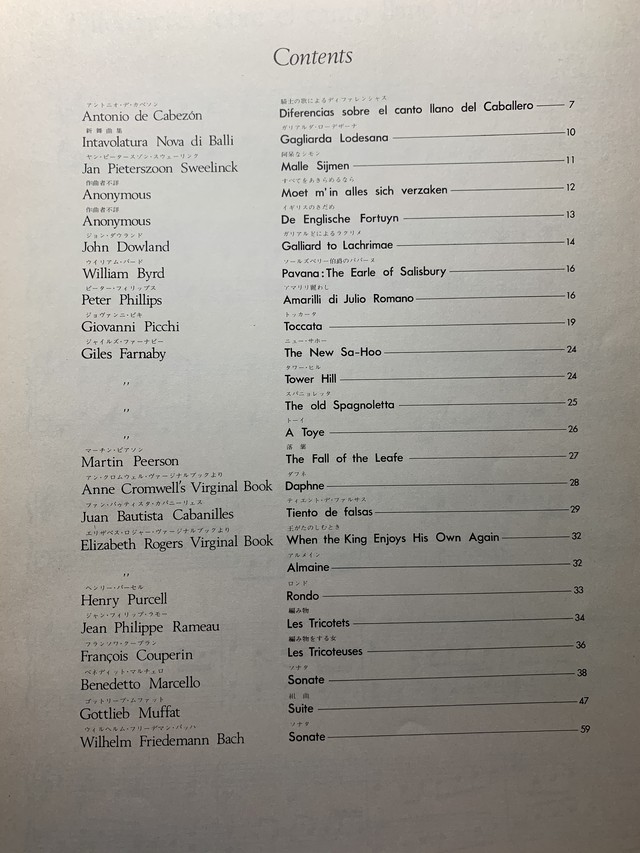 Contents
アントニオ・デ・カベソン 騎士の歌によるディファレンシャス
Antonio de Cabezón Diferencias sobre el canto llano del Caballero 7
新舞曲集 ガリアルダ・ローデザーナ
Intavolatura Nova di Balli Gagliarda Lodesana 10
ヤン・ピータースゾン・スウェーリンク 阿呆なシモン
Jan Pieterszoon Sweelinck Malle Sijmen 11
作曲者不詳 すべてをあきらめるなら
Anonymous Moet m'in alles sich verzaken 12
作曲者不詳 イギリスのさだめ
Anonymous De Englische Fortuyn 13
ジョン・ダウランド ガリアルドによるラクリメ
John Dowland Galliard to Lachrimae 14
ウイリアム・バード ソールズベリー伯爵のパバーヌ
William Byrd Pavana: The Earle of Salisbury 16
ピーター・フィリップス アマリリ麗わし
Peter Phillips Amarilli di Julio Romano 16
ジョヴァンニ・ピキ トッカータ
Giovanni Picchi Toccata 19
ジャイルズ・ファーナビー ニュー・サホー
Giles Farnaby The New Sa-Hoo 24
タワー・ヒル
〃 Tower Hill 24
スパニョレッタ
〃 The old Spagnoletta 25
トーイ
〃 A Toye 26
マーチン・ピアソン 落葉
Martin Peerson The Fall of the Leafe 27
アン・クロムウェル・ヴァージナルブックより ダフネ
Anne Cromwell's Virginal Book Daphne 28
ファン・バゥティスタ・カバニーリェス ティエント・デ・ファルサス
Juan Bautista Cabanilles Tiento de falsas 29
エリザベス・ロジャー・ヴァージナルブックより 王がたのしむとき
Elizabeth Rogers Virginal Book When the King Enjoys His Own Again 32
アルメイン
〃 Almaine 32
ヘンリー・パーセル ロンド
Henry Purcell Rondo 33
ジャン・フィリップ・ラモー 編み物
Jean Philippe Rameau Les Tricotets 34
フランソワ・クープラン 編み物をする女
François Couperin Les Tricoteuses 36
ベネディット・マルチェロ ソナタ
Benedetto Marcello Sonate 38
ゴットリーブ・ムファット 組曲
Gottlieb Muffat Suite 47
ウィルヘルム・フリーデマン・バッハ ソナタ
Wilhelm Friedemann Bach Sonate 59